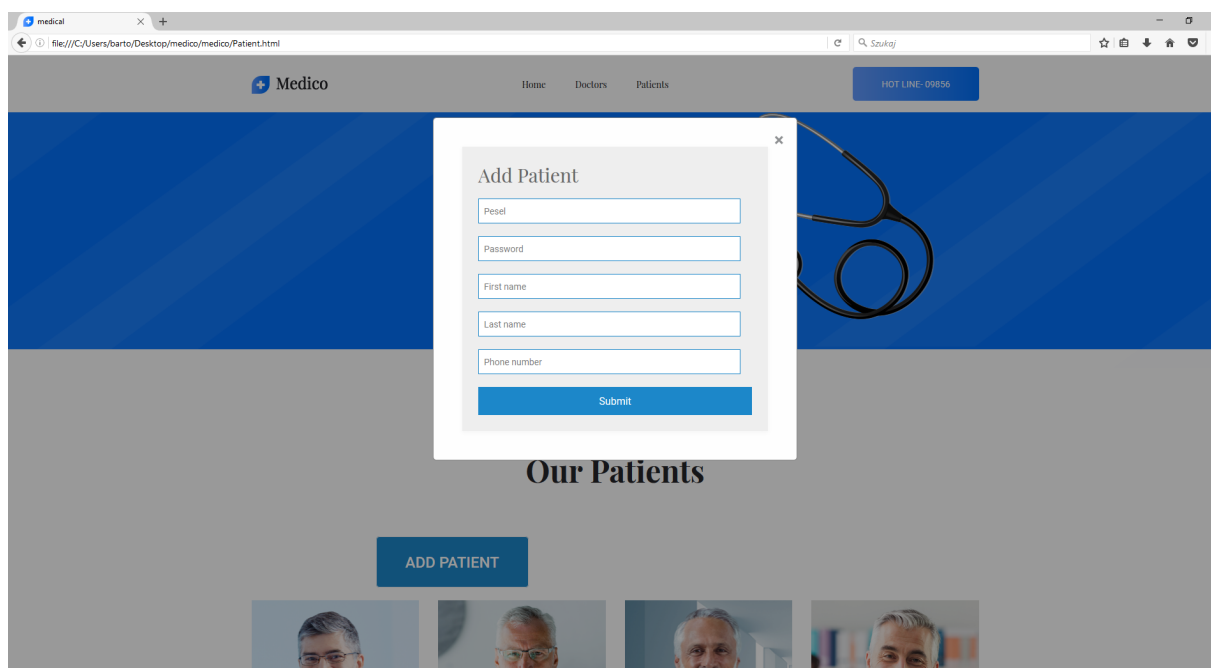 medical
file:///C:/Users/barto/Desktop/medico/medico/Patient.html
Szukaj
Medico
Home Doctors Patients
HOT LINE- 09856
Add Patient
Pesel
Password
First name
Last name
Phone number
Submit
Our Patients
ADD PATIENT